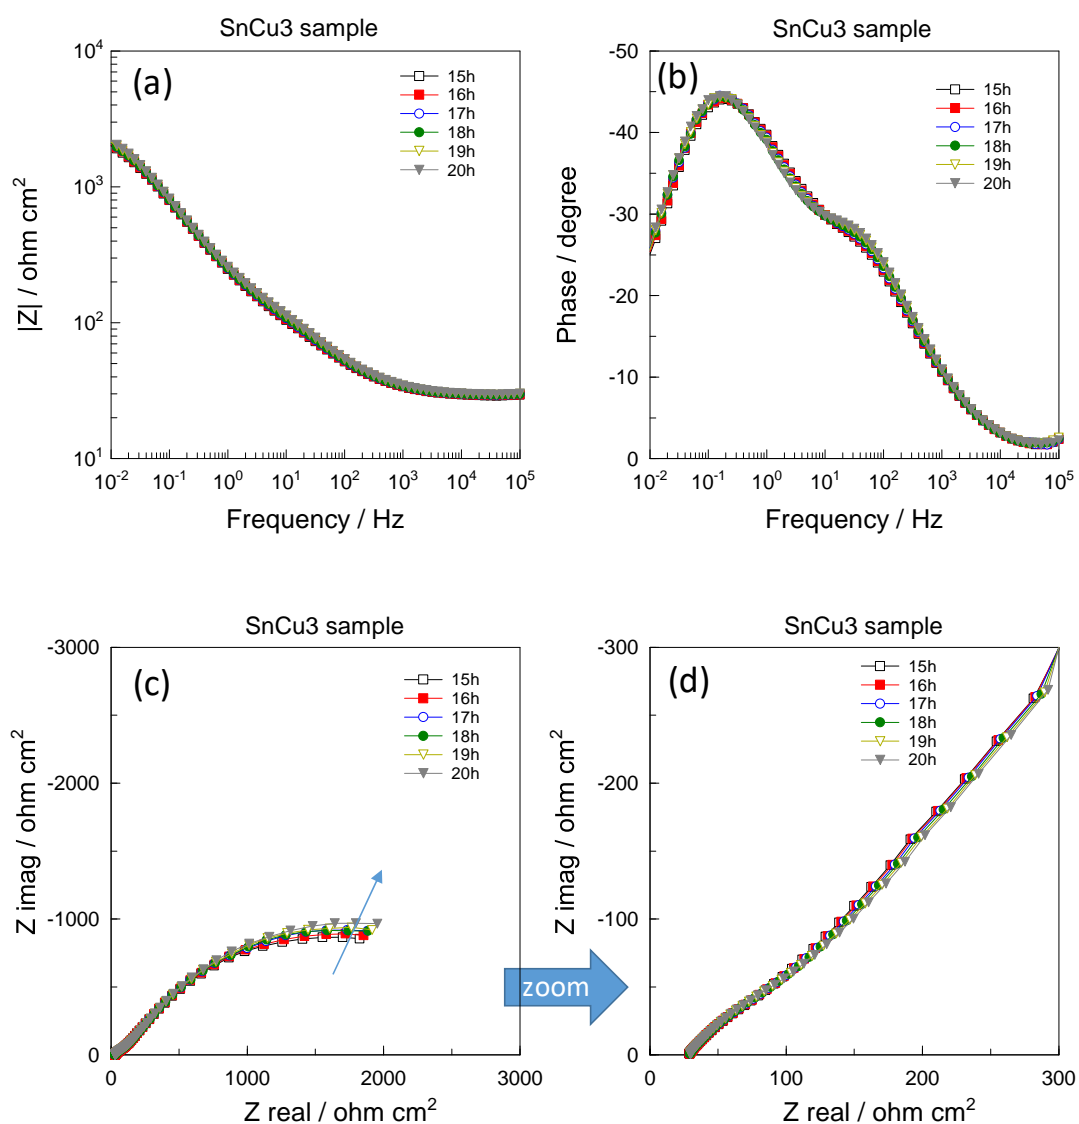 SnCu3 sample
(a)
15h
16h
17h
18h
19h
20h
10⁴
10³
10²
10¹
|Z| / ohm cm²
10⁻² 10⁻¹ 10⁰ 10¹ 10² 10³ 10⁴ 10⁵
Frequency / Hz
SnCu3 sample
(b)
15h
16h
17h
18h
19h
20h
-50
-40
-30
-20
-10
0
Phase / degree
10⁻² 10⁻¹ 10⁰ 10¹ 10² 10³ 10⁴ 10⁵
Frequency / Hz
SnCu3 sample
(c)
15h
16h
17h
18h
19h
20h
-3000
-2000
-1000
0
Z imag / ohm cm²
0 1000 2000 3000
Z real / ohm cm²
zoom
SnCu3 sample
(d)
15h
16h
17h
18h
19h
20h
-300
-200
-100
0
Z imag / ohm cm²
0 100 200 300
Z real / ohm cm²